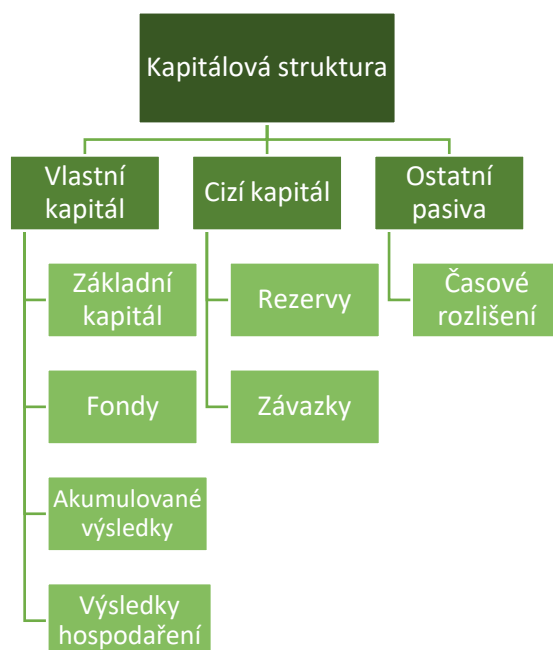 Kapitálová struktura
Vlastní
kapitál
Cizí kapitál
Ostatní
pasiva
Základní
kapitál
Rezervy
Časové
rozlišení
Fondy
Závazky
Akumulované
výsledky
Výsledky
hospodaření